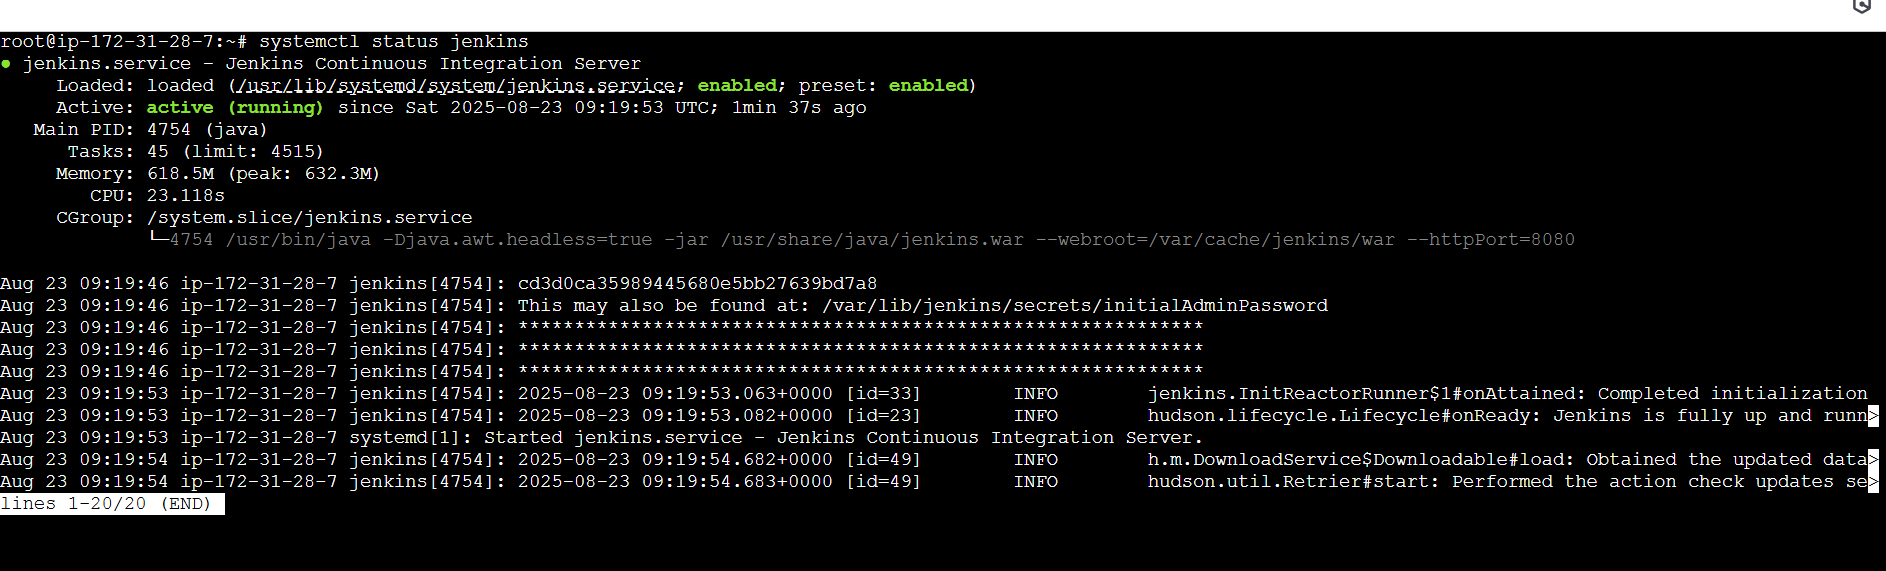 root@ip-172-31-28-7:~# systemctl status jenkins
● jenkins.service - Jenkins Continuous Integration Server
     Loaded: loaded (/usr/lib/systemd/system/jenkins.service; enabled; preset: enabled)
     Active: active (running) since Sat 2025-08-23 09:19:53 UTC; 1min 37s ago
   Main PID: 4754 (java)
      Tasks: 45 (limit: 4515)
     Memory: 618.5M (peak: 632.3M)
        CPU: 23.118s
     CGroup: /system.slice/jenkins.service
             └─4754 /usr/bin/java -Djava.awt.headless=true -jar /usr/share/java/jenkins.war --webroot=/var/cache/jenkins/war --httpPort=8080

Aug 23 09:19:46 ip-172-31-28-7 jenkins[4754]: cd3d0ca35989445680e5bb27639bd7a8
Aug 23 09:19:46 ip-172-31-28-7 jenkins[4754]: This may also be found at: /var/lib/jenkins/secrets/initialAdminPassword
Aug 23 09:19:46 ip-172-31-28-7 jenkins[4754]: *************************************************************
Aug 23 09:19:46 ip-172-31-28-7 jenkins[4754]: *************************************************************
Aug 23 09:19:46 ip-172-31-28-7 jenkins[4754]: *************************************************************
Aug 23 09:19:53 ip-172-31-28-7 jenkins[4754]: 2025-08-23 09:19:53.063+0000 [id=33]        INFO        jenkins.InitReactorRunner$1#onAttained: Completed initialization
Aug 23 09:19:53 ip-172-31-28-7 jenkins[4754]: 2025-08-23 09:19:53.082+0000 [id=23]        INFO        hudson.lifecycle.Lifecycle#onReady: Jenkins is fully up and runn>
Aug 23 09:19:53 ip-172-31-28-7 systemd[1]: Started jenkins.service - Jenkins Continuous Integration Server.
Aug 23 09:19:54 ip-172-31-28-7 jenkins[4754]: 2025-08-23 09:19:54.682+0000 [id=49]        INFO        h.m.DownloadService$Downloadable#load: Obtained the updated data>
Aug 23 09:19:54 ip-172-31-28-7 jenkins[4754]: 2025-08-23 09:19:54.683+0000 [id=49]        INFO        hudson.util.Retrier#start: Performed the action check updates se>
lines 1-20/20 (END)